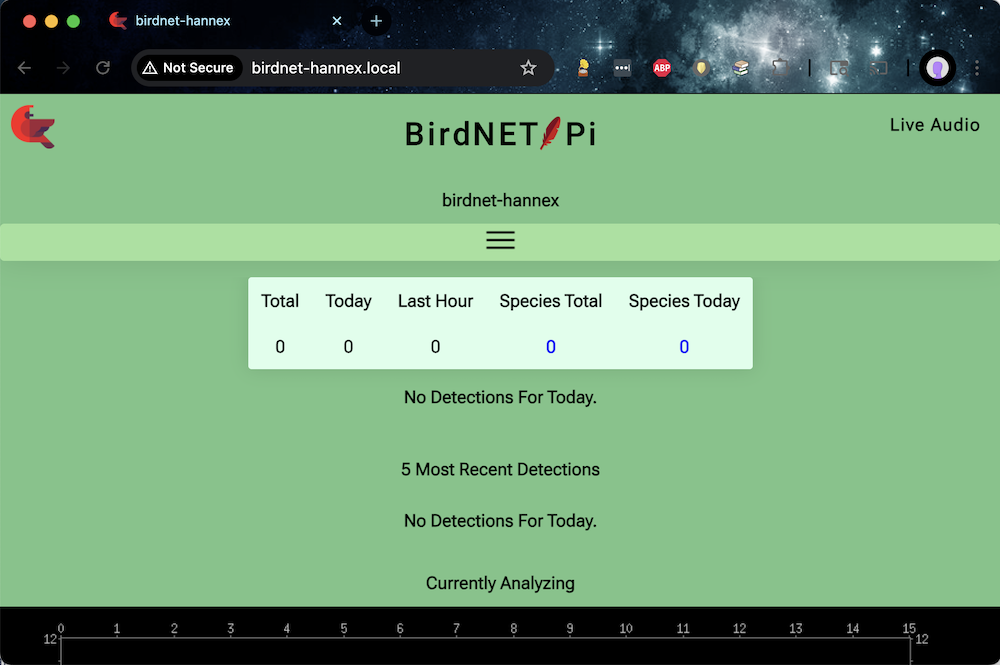 birdnet-hannex
Not Secure birdnet-hannex.local
ABP
BirdNET Pi
Live Audio
birdnet-hannex
Total Today Last Hour Species Total Species Today
0 0 0 0 0
No Detections For Today.
5 Most Recent Detections
No Detections For Today.
Currently Analyzing
0 1 2 3 4 5 6 7 8 9 10 11 12 13 14 15
12 12